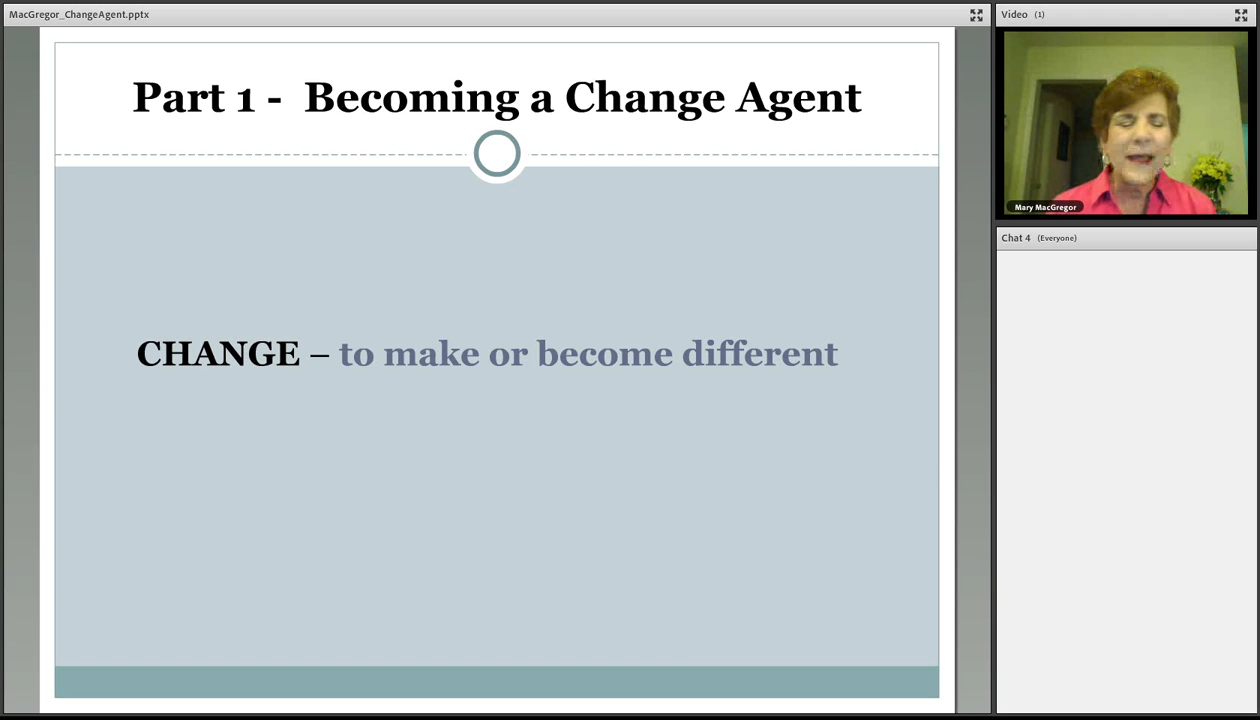 MacGregor_ChangeAgent.pptx
Part 1 - Becoming a Change Agent
CHANGE – to make or become different
Video (1)
Mary MacGregor
Chat 4 (Everyone)